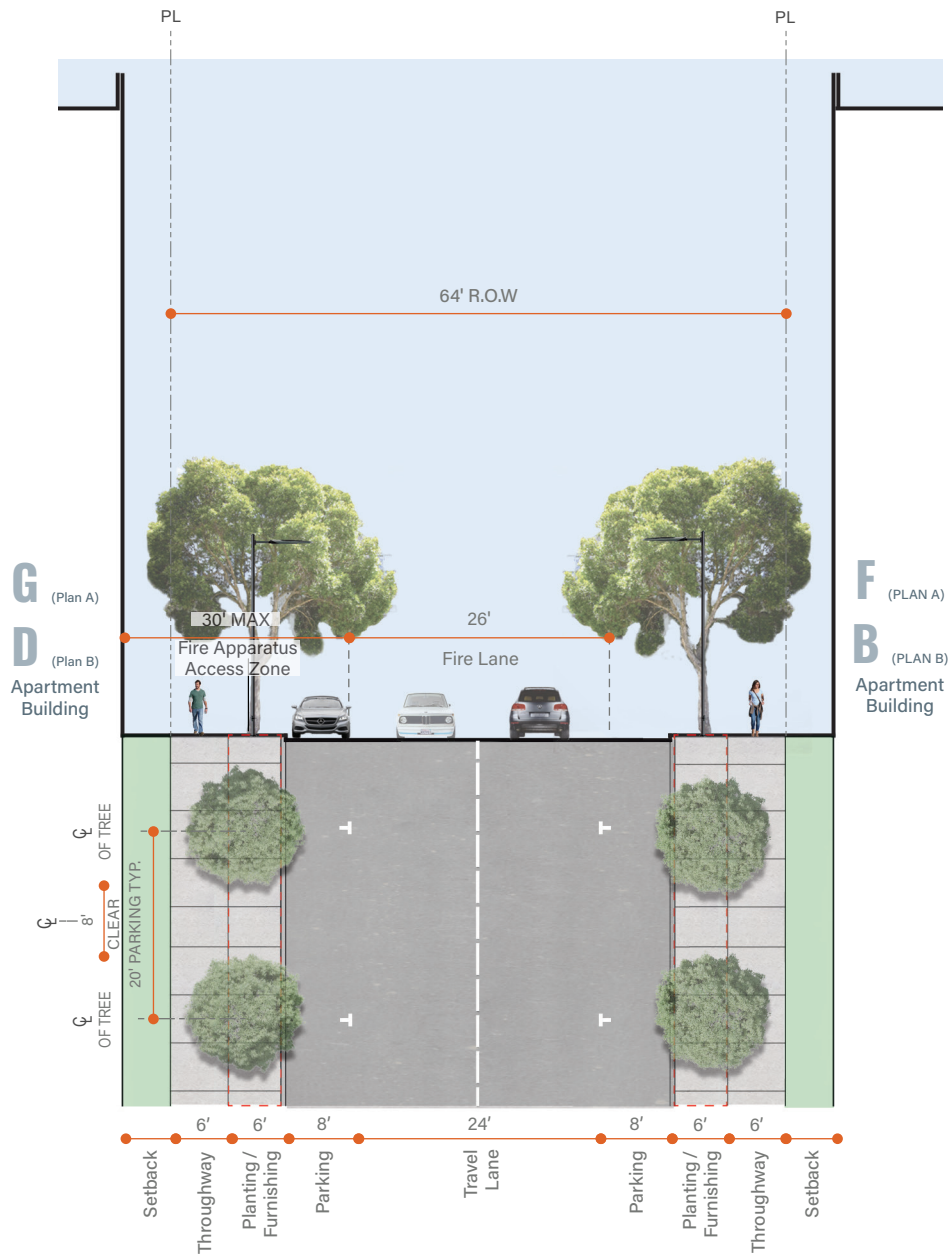 PL
PL
64' R.O.W
G (Plan A)
D (Plan B)
Apartment
Building
30' MAX
Fire Apparatus
Access Zone
26'
Fire Lane
F (PLAN A)
B (PLAN B)
Apartment
Building
℄
OF TREE
20' PARKING TYP.
℄
8'
CLEAR
℄
OF TREE
6' 6' 8' 24' 8' 6' 6'
Setback
Throughway
Planting /
Furnishing
Parking
Travel
Lane
Parking
Planting /
Furnishing
Throughway
Setback